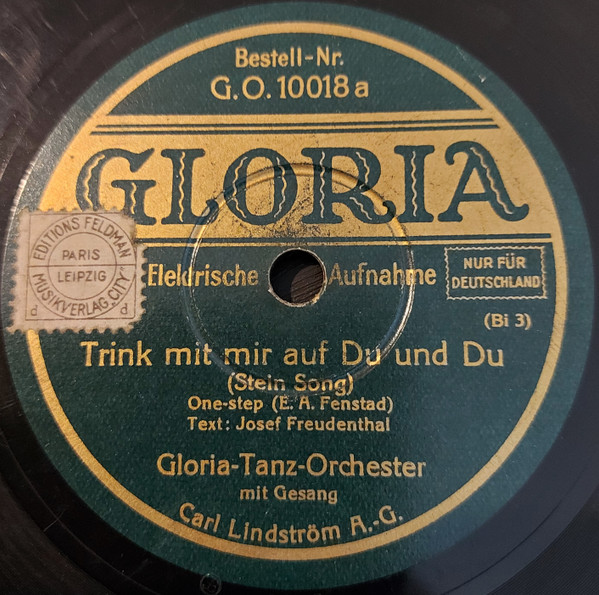 Bestell-Nr.
G.O. 10018a
GLORIA
EDITIONS FELDMAN
PARIS
LEIPZIG
MUSIKVERLAG „CITY"
d d
Elektrische Aufnahme
NUR FÜR
DEUTSCHLAND
(Bi 3)
Trink mit mir auf Du und Du
(Stein Song)
One-step (E. A. Fenstad)
Text: Josef Freudenthal
Gloria-Tanz-Orchester
mit Gesang
Carl Lindström A.-G.